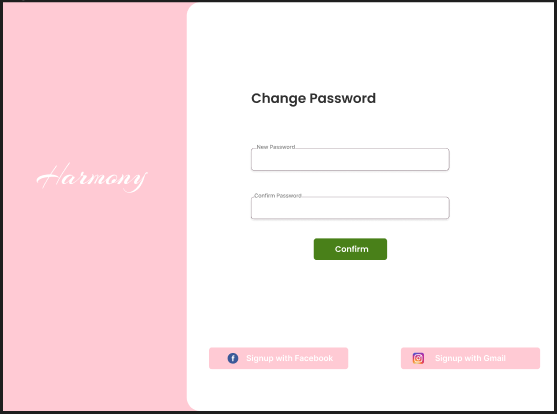 Harmony
Change Password
New Password
Confirm Password
Confirm
Signup with Facebook
Signup with Gmail